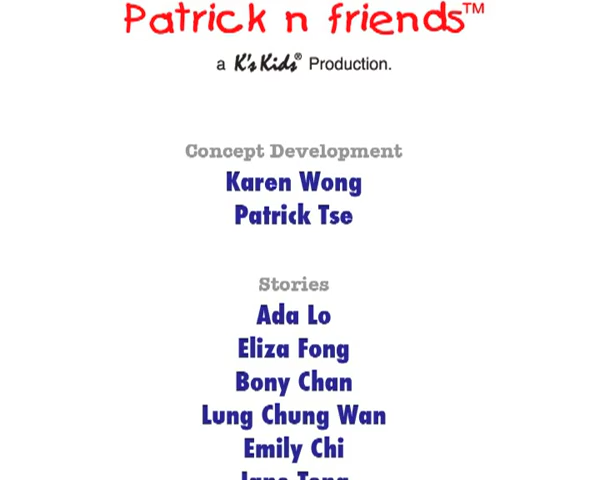 Patrick n friends™
a K's Kids® Production.
Concept Development
Karen Wong
Patrick Tse
Stories
Ada Lo
Eliza Fong
Bony Chan
Lung Chung Wan
Emily Chi